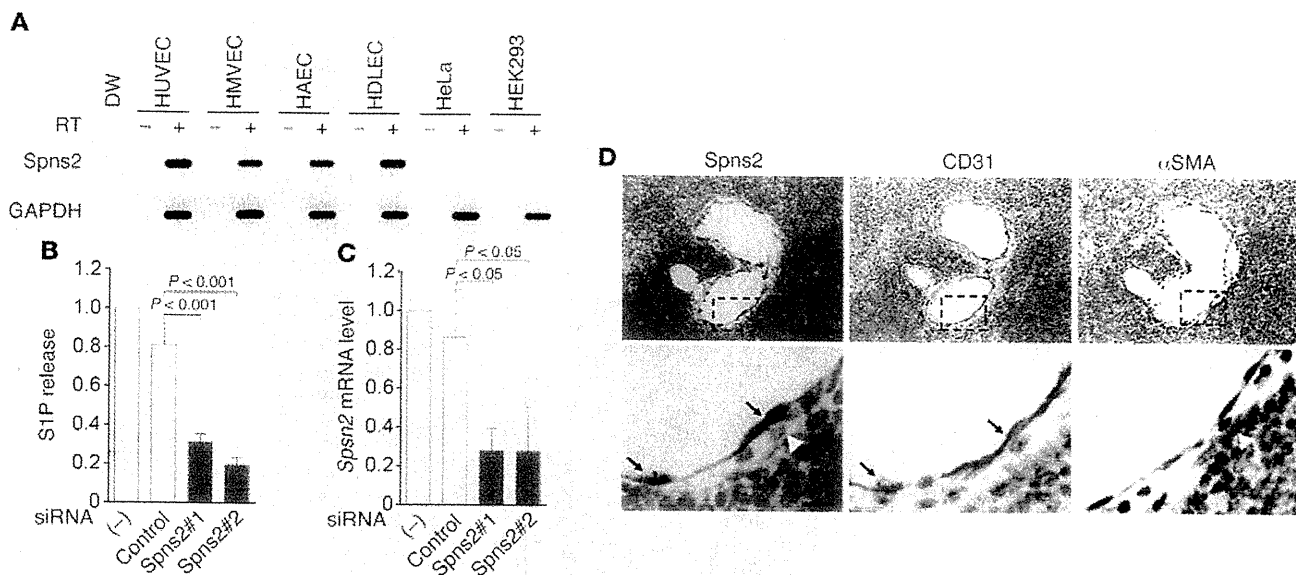 A
DW
HUVEC
HMVEC
HAEC
HDLEC
HeLa
HEK293
RT - + - + - + - + - + - +
Spns2
GAPDH
B
1.2
1.0
0.8
0.6
0.4
0.2
0
S1P release
P < 0.001
P < 0.001
siRNA
(-)
Control
Spns2#1
Spns2#2
C
1.2
1.0
0.8
0.6
0.4
0.2
0
Spsn2 mRNA level
P < 0.05
P < 0.05
siRNA
(-)
Control
Spns2#1
Spns2#2
D
Spns2 CD31 αSMA